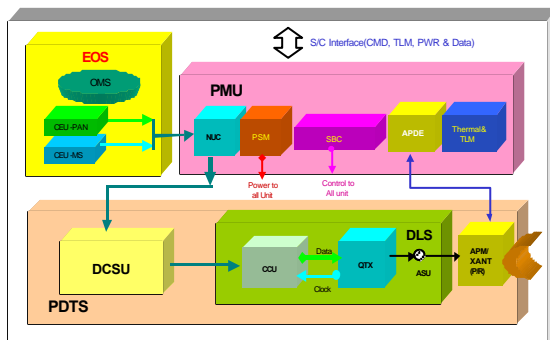 S/C Interface(CMD, TLM, PWR & Data)
EOS
OMS
CEU-PAN
CEU-MS
PMU
NUC
PSM
SBC
APDE
Thermal&
TLM
Power to
all Unit
Control to
All unit
DCSU
PDTS
DLS
CCU
Data
Clock
QTX
ASU
APM/
XANT
(P/R)